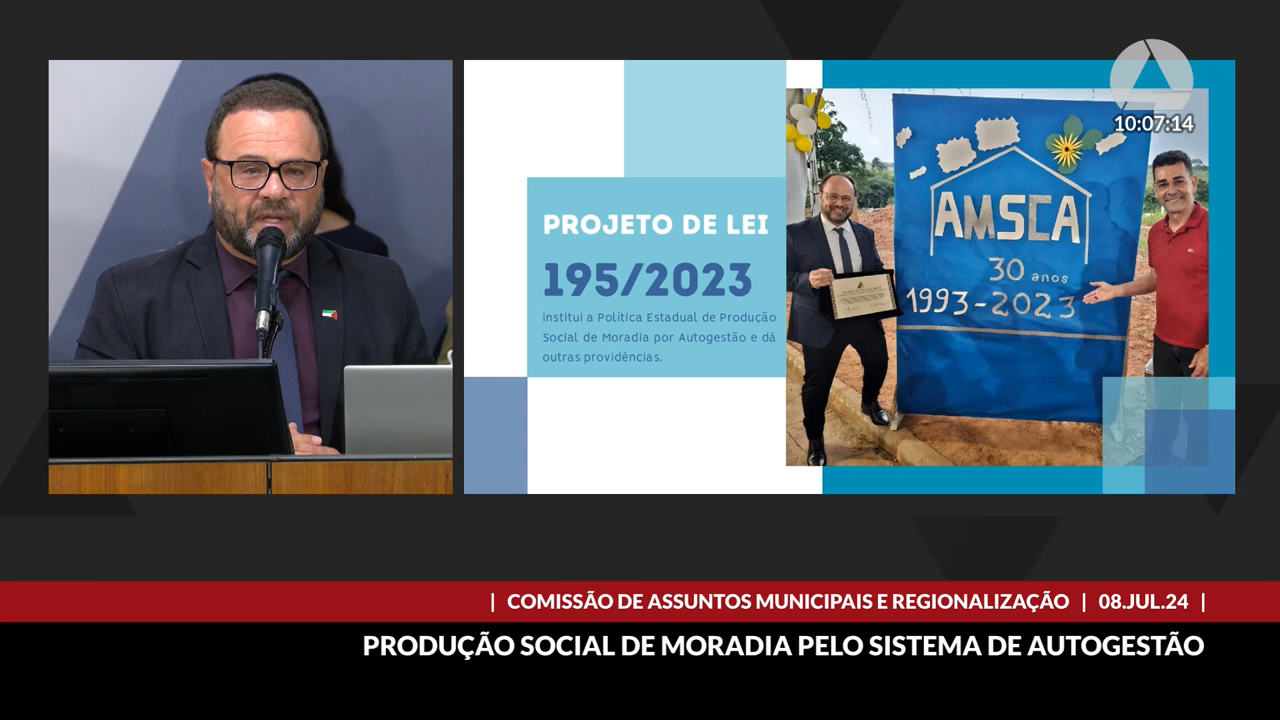 10:07:14
PROJETO DE LEI
195/2023
institui a Política Estadual de Produção
Social de Moradia por Autogestão e dá
outras providências.
AMSCA
30 anos
1993-2023
| COMISSÃO DE ASSUNTOS MUNICIPAIS E REGIONALIZAÇÃO | 08.JUL.24 |
PRODUÇÃO SOCIAL DE MORADIA PELO SISTEMA DE AUTOGESTÃO